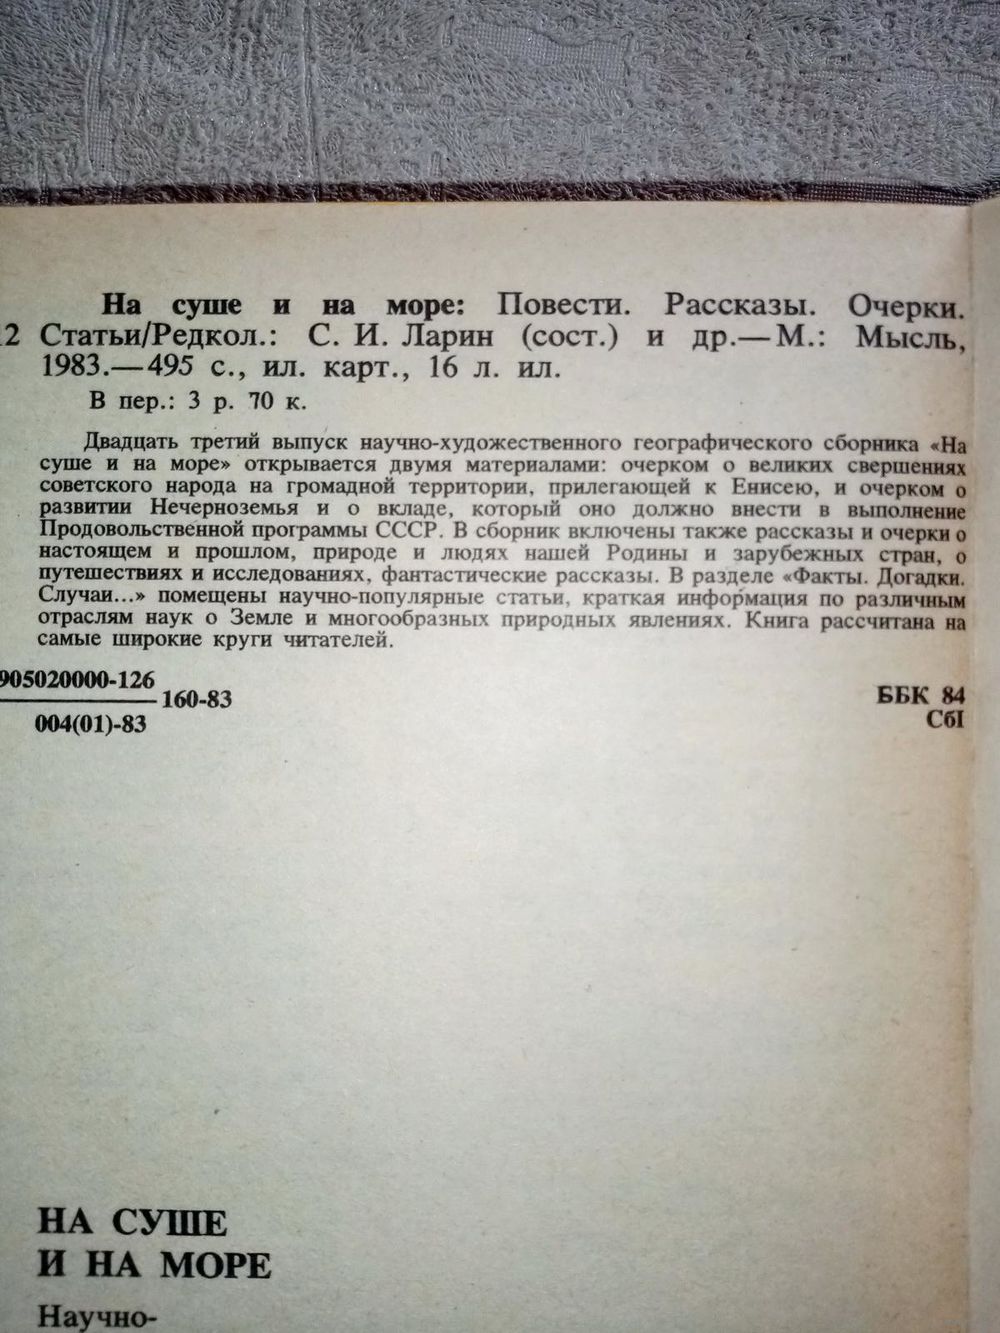 На суше и на море: Повести. Рассказы. Очерки.
12 Статьи/Редкол.: С. И. Ларин (сост.) и др.—М.: Мысль,
1983.—495 с., ил. карт., 16 л. ил.
В пер.: 3 р. 70 к.
Двадцать третий выпуск научно-художественного географического сборника «На
суше и на море» открывается двумя материалами: очерком о великих свершениях
советского народа на громадной территории, прилегающей к Енисею, и очерком о
развитии Нечерноземья и о вкладе, который оно должно внести в выполнение
Продовольственной программы СССР. В сборник включены также рассказы и очерки о
настоящем и прошлом, природе и людях нашей Родины и зарубежных стран, о
путешествиях и исследованиях, фантастические рассказы. В разделе «Факты. Догадки.
Случаи...» помещены научно-популярные статьи, краткая информация по различным
отраслям наук о Земле и многообразных природных явлениях. Книга рассчитана на
самые широкие круги читателей.
905020000-126
160-83
004(01)-83
ББК 84
Сб1
НА СУШЕ
И НА МОРЕ
Научно-